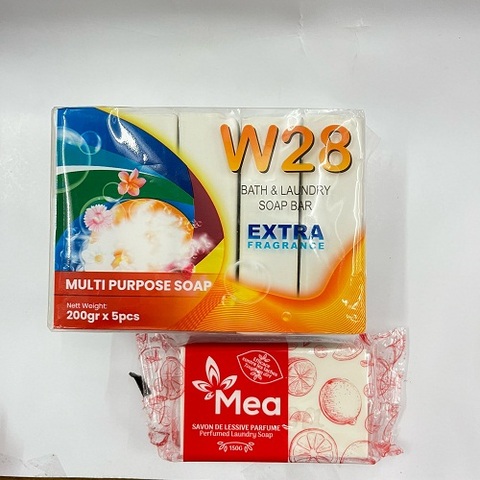 W28
BATH & LAUNDRY
SOAP BAR
EXTRA
FRAGRANCE
MULTI PURPOSE SOAP
Nett Weight:
200gr x 5pcs
Mea
SAVON DE LESSIVE PARFUMÉ
Perfumed Laundry Soap
150G